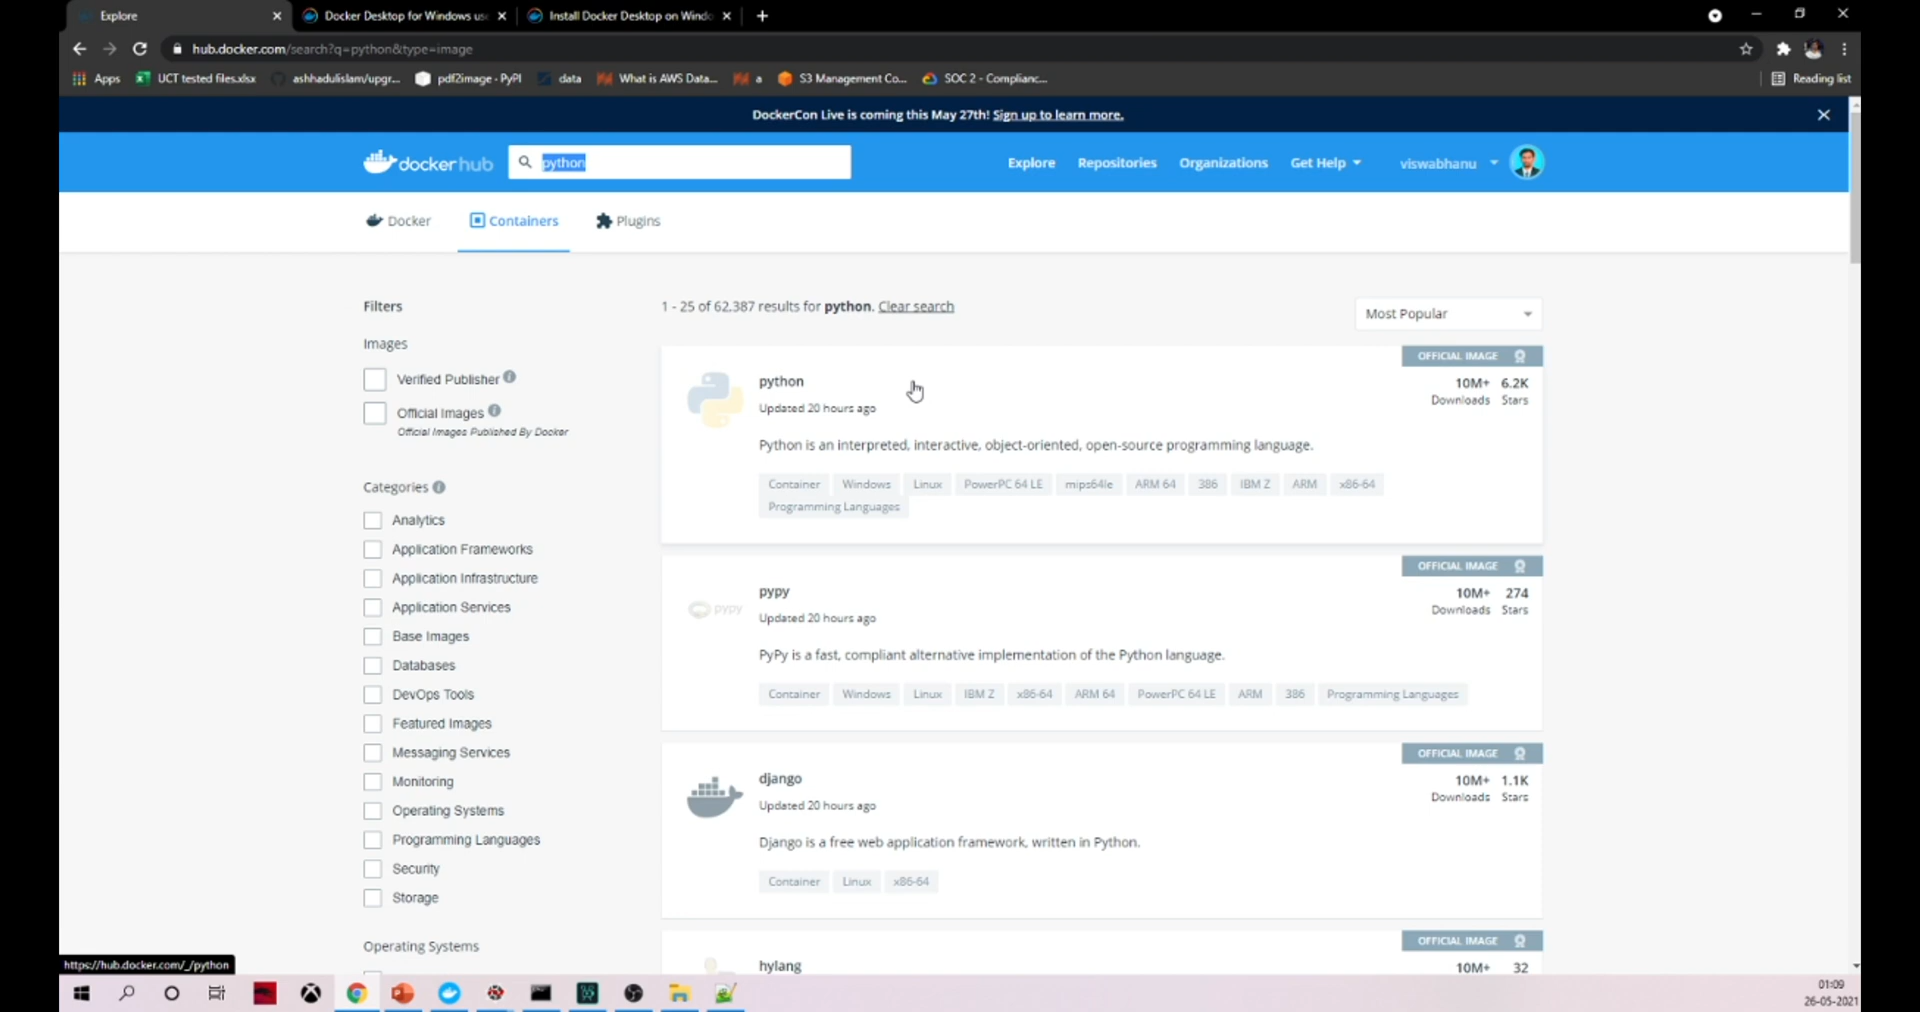 Explore
Docker Desktop for Windows us
Install Docker Desktop on Windo
hub.docker.com/search?q=python&type=image
Apps
UCT tested files.xlsx
ashhadulislam/upgr...
pdf2image · PyPI
data
What is AWS Data...
a
S3 Management Co...
SOC 2 - Complianc...
Reading list
DockerCon Live is coming this May 27th! Sign up to learn more.
docker hub
python
Explore
Repositories
Organizations
Get Help
viswabhanu
Docker
Containers
Plugins
Filters
1 - 25 of 62,387 results for python. Clear search
Most Popular
Images
Verified Publisher
Official Images
Official Images Published By Docker
Categories
Analytics
Application Frameworks
Application Infrastructure
Application Services
Base Images
Databases
DevOps Tools
Featured Images
Messaging Services
Monitoring
Operating Systems
Programming Languages
Security
Storage
Operating Systems
OFFICIAL IMAGE
python
10M+ 6.2K
Updated 20 hours ago
Downloads Stars
Python is an interpreted, interactive, object-oriented, open-source programming language.
Container Windows Linux PowerPC 64 LE mips64le ARM 64 386 IBM Z ARM x86-64
Programming Languages
OFFICIAL IMAGE
PYPY
pypy
10M+ 274
Updated 20 hours ago
Downloads Stars
PyPy is a fast, compliant alternative implementation of the Python language.
Container Windows Linux IBM Z x86-64 ARM 64 PowerPC 64 LE ARM 386 Programming Languages
OFFICIAL IMAGE
django
10M+ 1.1K
Updated 20 hours ago
Downloads Stars
Django is a free web application framework, written in Python.
Container Linux x86-64
OFFICIAL IMAGE
hylang
10M+ 32
https://hub.docker.com/_/python
01:09
26-05-2021